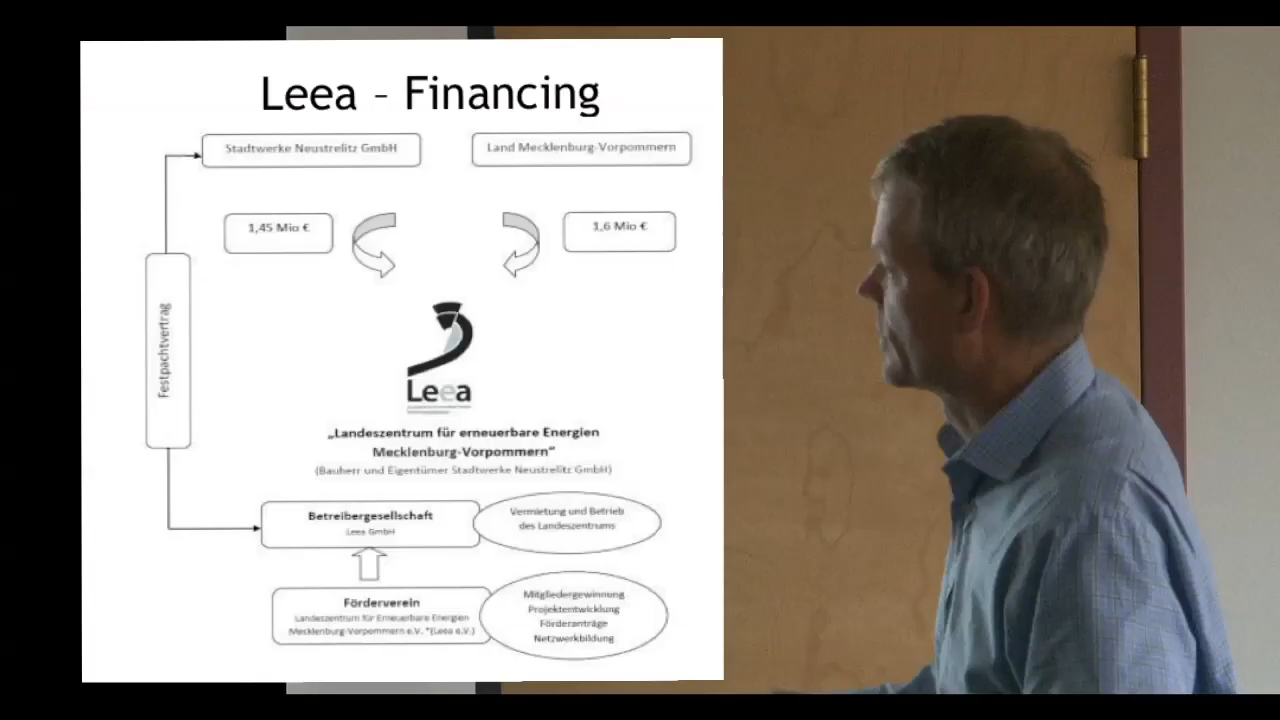 Leea – Financing
Stadtwerke Neustrelitz GmbH
Land Mecklenburg-Vorpommern
1,45 Mio €
1,6 Mio €
Festpachtvertrag
Leea
„Landeszentrum für erneuerbare Energien
Mecklenburg-Vorpommern“
(Bauherr und Eigentümer Stadtwerke Neustrelitz GmbH)
Betreibergesellschaft
Leea GmbH
Vermietung und Betrieb
des Landeszentrums
Förderverein
Landeszentrum für Erneuerbare Energien
Mecklenburg-Vorpommern e.V. "(Leea e.V.)
Mitgliedergewinnung
Projektentwicklung
Förderanträge
Netzwerkbildung